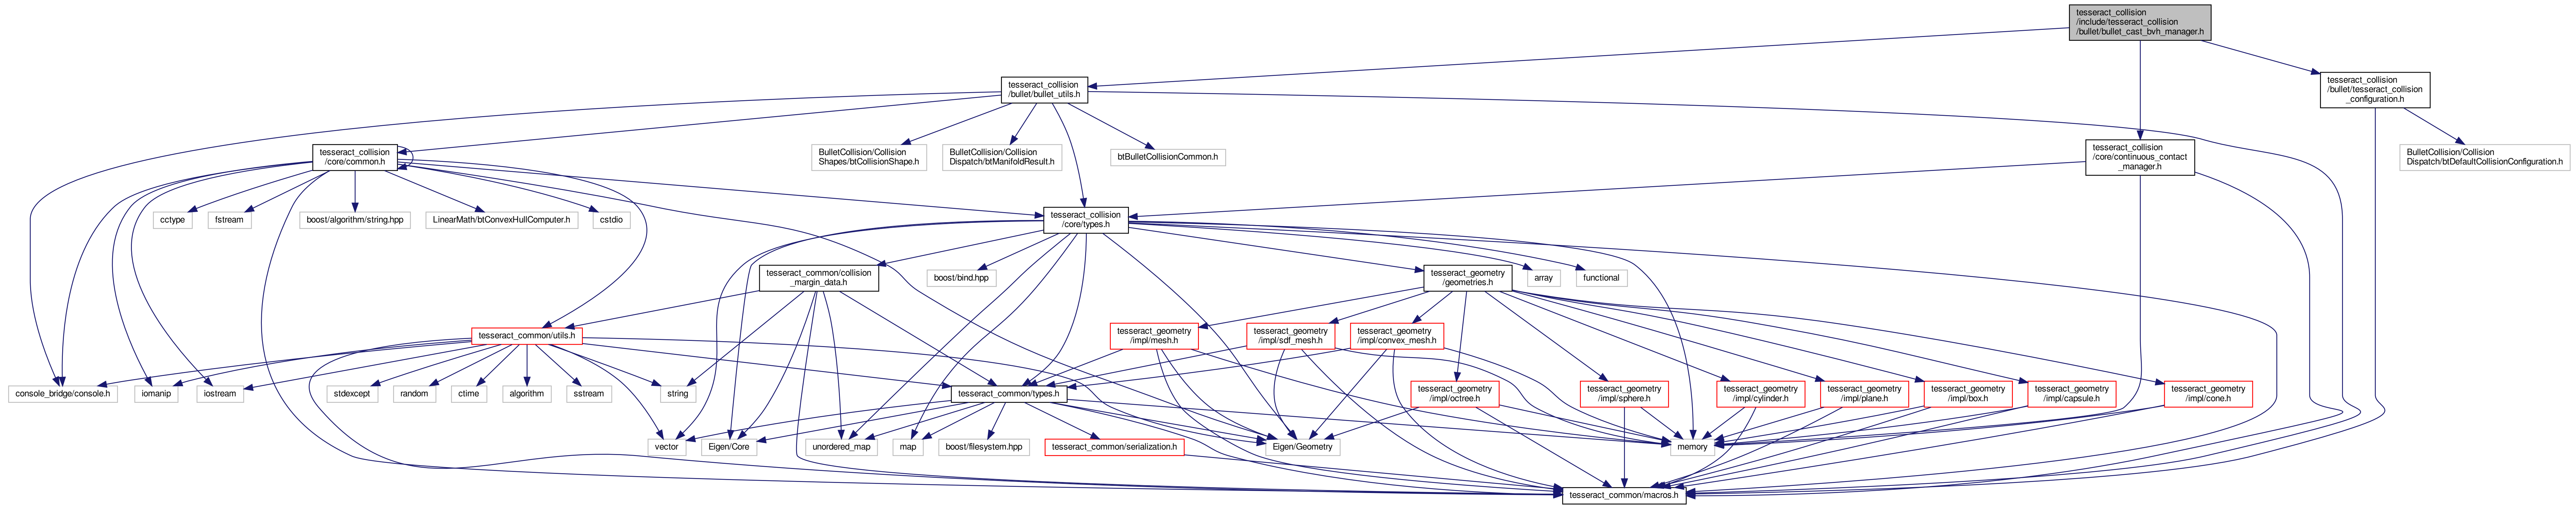 tesseract_collision
/include/tesseract_collision
/bullet/bullet_cast_bvh_manager.h
tesseract_collision
/bullet/bullet_utils.h
tesseract_collision
/bullet/tesseract_collision
_configuration.h
tesseract_collision
/core/common.h
BulletCollision/Collision
Shapes/btCollisionShape.h
BulletCollision/Collision
Dispatch/btManifoldResult.h
btBulletCollisionCommon.h
tesseract_collision
/core/continuous_contact
_manager.h
BulletCollision/Collision
Dispatch/btDefaultCollisionConfiguration.h
cctype
fstream
boost/algorithm/string.hpp
LinearMath/btConvexHullComputer.h
cstdio
tesseract_collision
/core/types.h
tesseract_common/collision
_margin_data.h
boost/bind.hpp
tesseract_geometry
/geometries.h
array
functional
tesseract_common/utils.h
tesseract_geometry
/impl/mesh.h
tesseract_geometry
/impl/sdf_mesh.h
tesseract_geometry
/impl/convex_mesh.h
console_bridge/console.h
iomanip
iostream
stdexcept
random
ctime
algorithm
sstream
string
tesseract_common/types.h
tesseract_geometry
/impl/octree.h
tesseract_geometry
/impl/sphere.h
tesseract_geometry
/impl/cylinder.h
tesseract_geometry
/impl/plane.h
tesseract_geometry
/impl/box.h
tesseract_geometry
/impl/capsule.h
tesseract_geometry
/impl/cone.h
vector
Eigen/Core
unordered_map
map
boost/filesystem.hpp
tesseract_common/serialization.h
Eigen/Geometry
memory
tesseract_common/macros.h